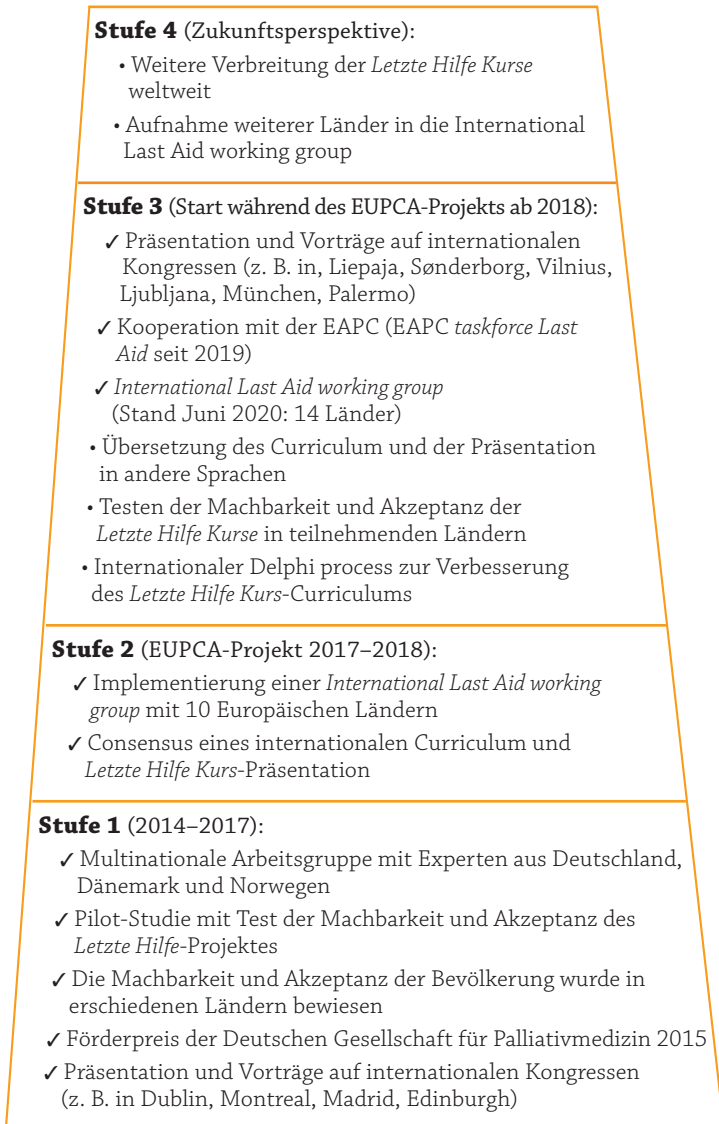 Stufe 4 (Zukunftsperspektive):
• Weitere Verbreitung der Letzte Hilfe Kurse
weltweit
• Aufnahme weiterer Länder in die International
Last Aid working group
Stufe 3 (Start während des EUPCA-Projekts ab 2018):
✓ Präsentation und Vorträge auf internationalen
Kongressen (z. B. in, Liepaja, Sønderborg, Vilnius,
Ljubljana, München, Palermo)
✓ Kooperation mit der EAPC (EAPC taskforce Last
Aid seit 2019)
✓ International Last Aid working group
(Stand Juni 2020: 14 Länder)
• Übersetzung des Curriculum und der Präsentation
in andere Sprachen
• Testen der Machbarkeit und Akzeptanz der
Letzte Hilfe Kurse in teilnehmenden Ländern
• Internationaler Delphi process zur Verbesserung
des Letzte Hilfe Kurs-Curriculums
Stufe 2 (EUPCA-Projekt 2017–2018):
✓ Implementierung einer International Last Aid working
group mit 10 Europäischen Ländern
✓ Consensus eines internationalen Curriculum und
Letzte Hilfe Kurs-Präsentation
Stufe 1 (2014–2017):
✓ Multinationale Arbeitsgruppe mit Experten aus Deutschland,
Dänemark und Norwegen
✓ Pilot-Studie mit Test der Machbarkeit und Akzeptanz des
Letzte Hilfe-Projektes
✓ Die Machbarkeit und Akzeptanz der Bevölkerung wurde in
erschiedenen Ländern bewiesen
✓ Förderpreis der Deutschen Gesellschaft für Palliativmedizin 2015
✓ Präsentation und Vorträge auf internationalen Kongressen
(z. B. in Dublin, Montreal, Madrid, Edinburgh)